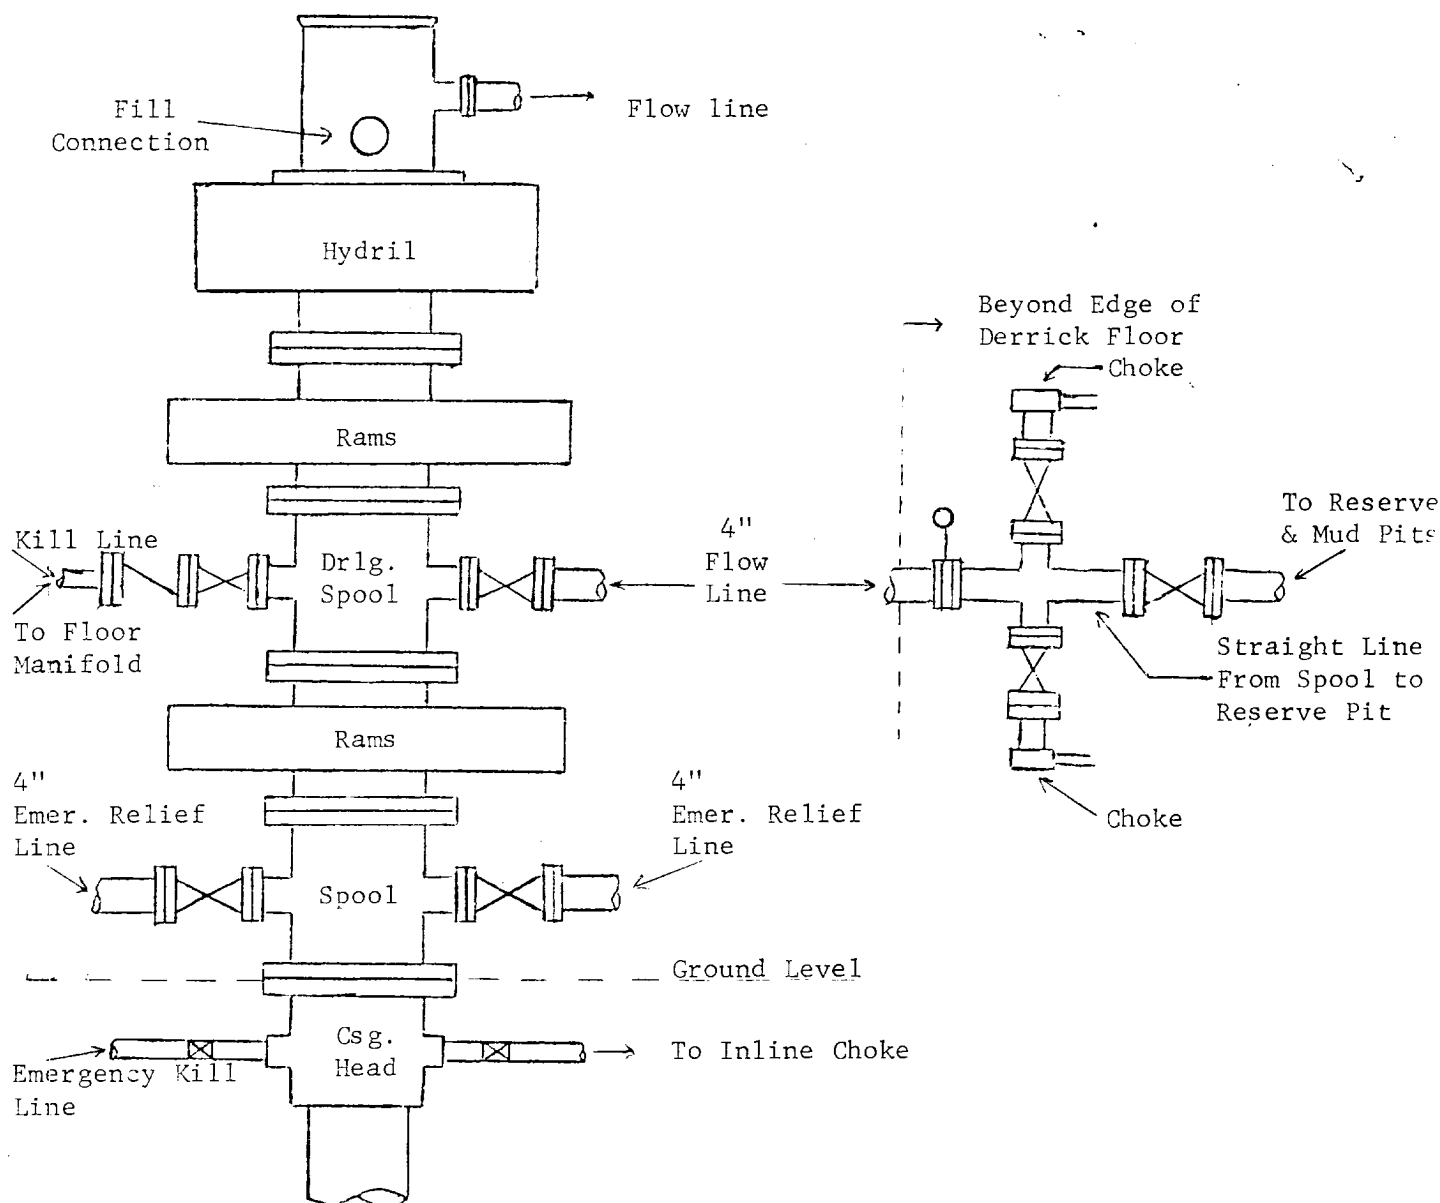 Fill
Connection
Flow line
Hydril
Beyond Edge of
Derrick Floor
Choke
Rams
Kill Line
To Floor
Manifold
Drlg.
Spool
4"
Flow
Line
To Reserve
& Mud Pits
Straight Line
From Spool to
Reserve Pit
Rams
4"
Emer. Relief
Line
4"
Emer. Relief
Line
Choke
Spool
Ground Level
Csg.
Head
To Inline Choke
Emergency Kill
Line